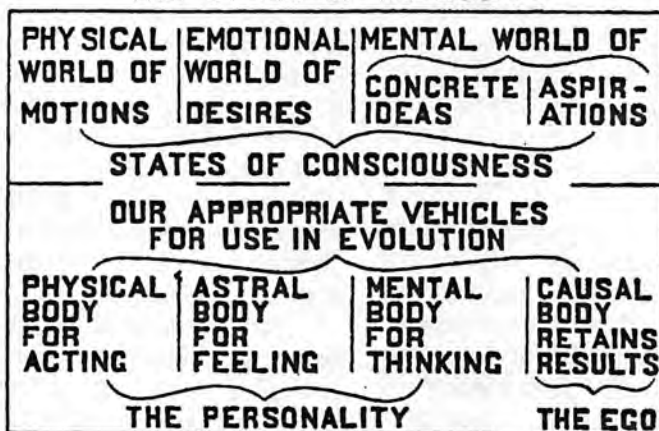 PHYSICAL EMOTIONAL MENTAL WORLD OF
WORLD OF WORLD OF
CONCRETE ASPIR-
MOTIONS DESIRES IDEAS ATIONS
STATES OF CONSCIOUSNESS
OUR APPROPRIATE VEHICLES
FOR USE IN EVOLUTION
PHYSICAL ASTRAL MENTAL CAUSAL
BODY BODY BODY BODY
FOR FOR FOR RETAINS
ACTING FEELING THINKING RESULTS
THE PERSONALITY THE EGO